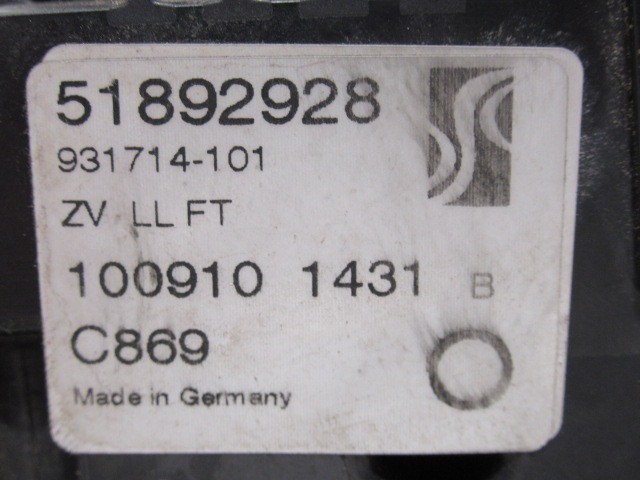 51892928
931714-101
ZV LL FT
100910 1431 B
C869
Made in Germany